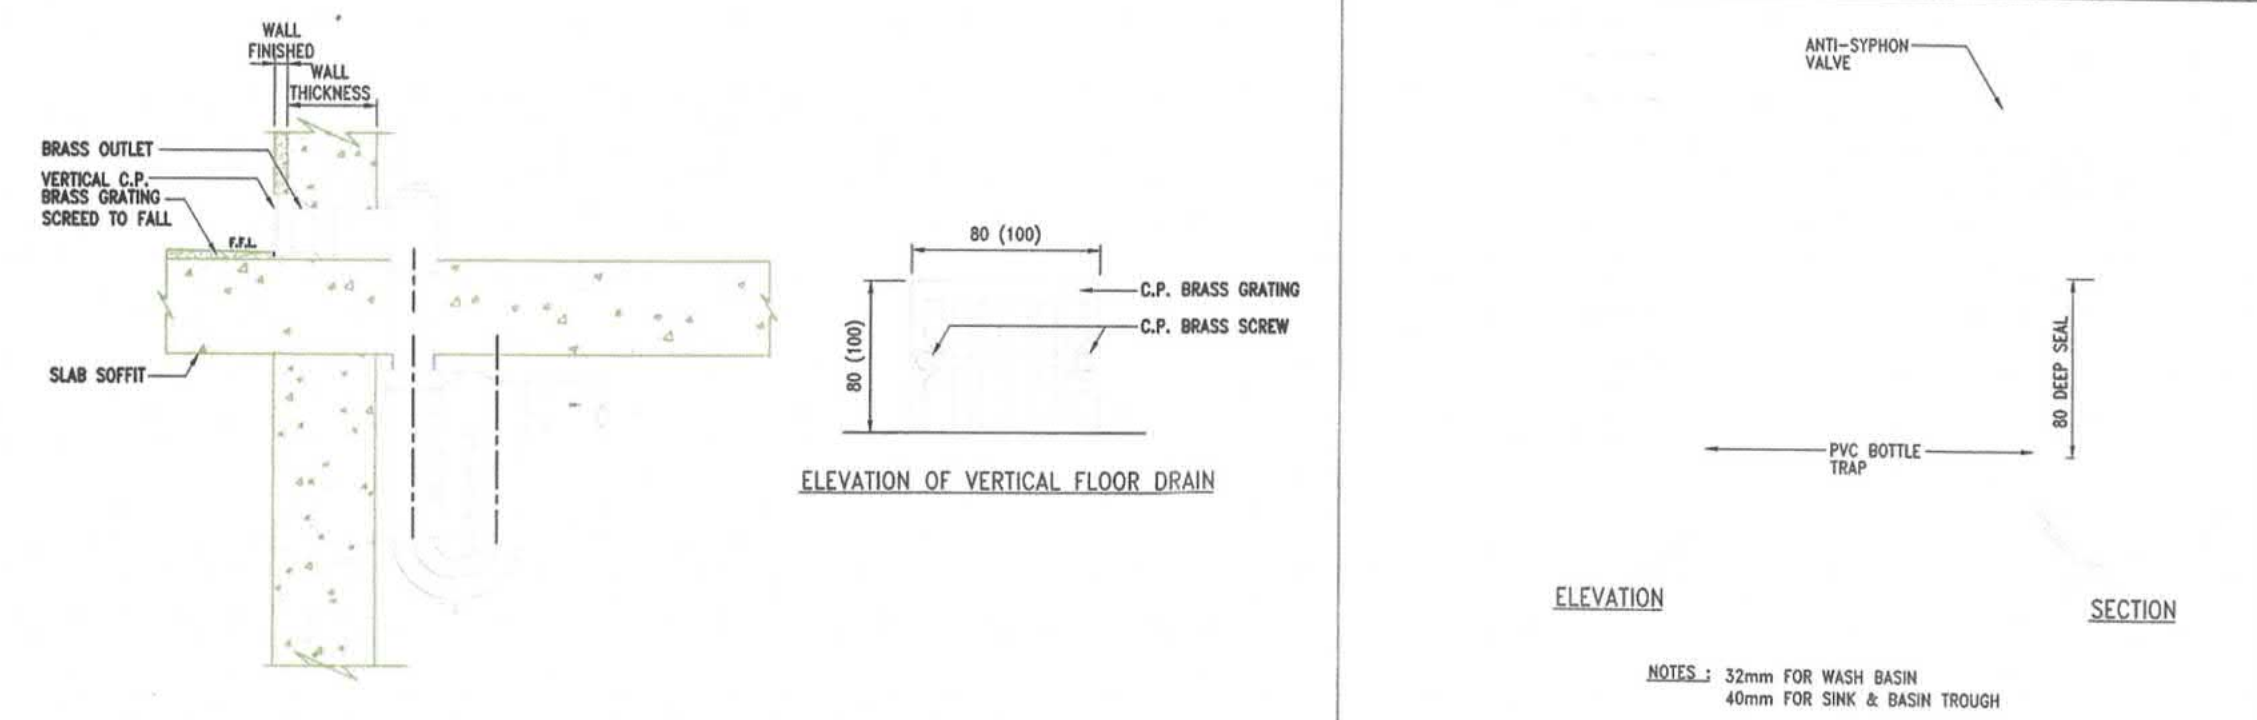 WALL
FINISHED
WALL
THICKNESS
BRASS OUTLET
VERTICAL C.P.
BRASS GRATING
SCREED TO FALL
F.F.L.
SLAB SOFFIT
80 (100)
80 (100)
C.P. BRASS GRATING
C.P. BRASS SCREW
ELEVATION OF VERTICAL FLOOR DRAIN
ANTI-SYPHON
VALVE
80 DEEP SEAL
PVC BOTTLE
TRAP
ELEVATION
SECTION
NOTES : 32mm FOR WASH BASIN
40mm FOR SINK & BASIN TROUGH